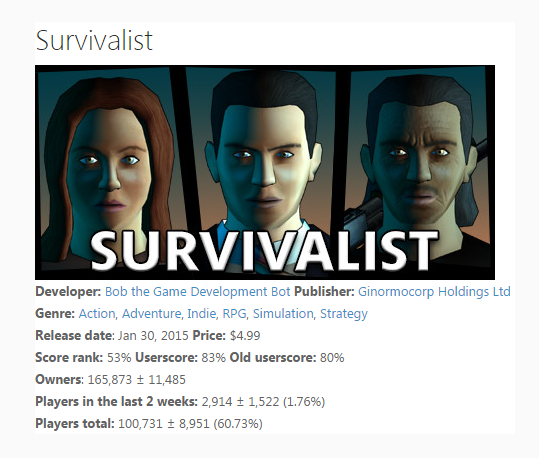 Survivalist
SURVIVALIST
Developer: Bob the Game Development Bot Publisher: Ginormocorp Holdings Ltd
Genre: Action, Adventure, Indie, RPG, Simulation, Strategy
Release date: Jan 30, 2015 Price: $4.99
Score rank: 53% Userscore: 83% Old userscore: 80%
Owners: 165,873 ± 11,485
Players in the last 2 weeks: 2,914 ± 1,522 (1.76%)
Players total: 100,731 ± 8,951 (60.73%)